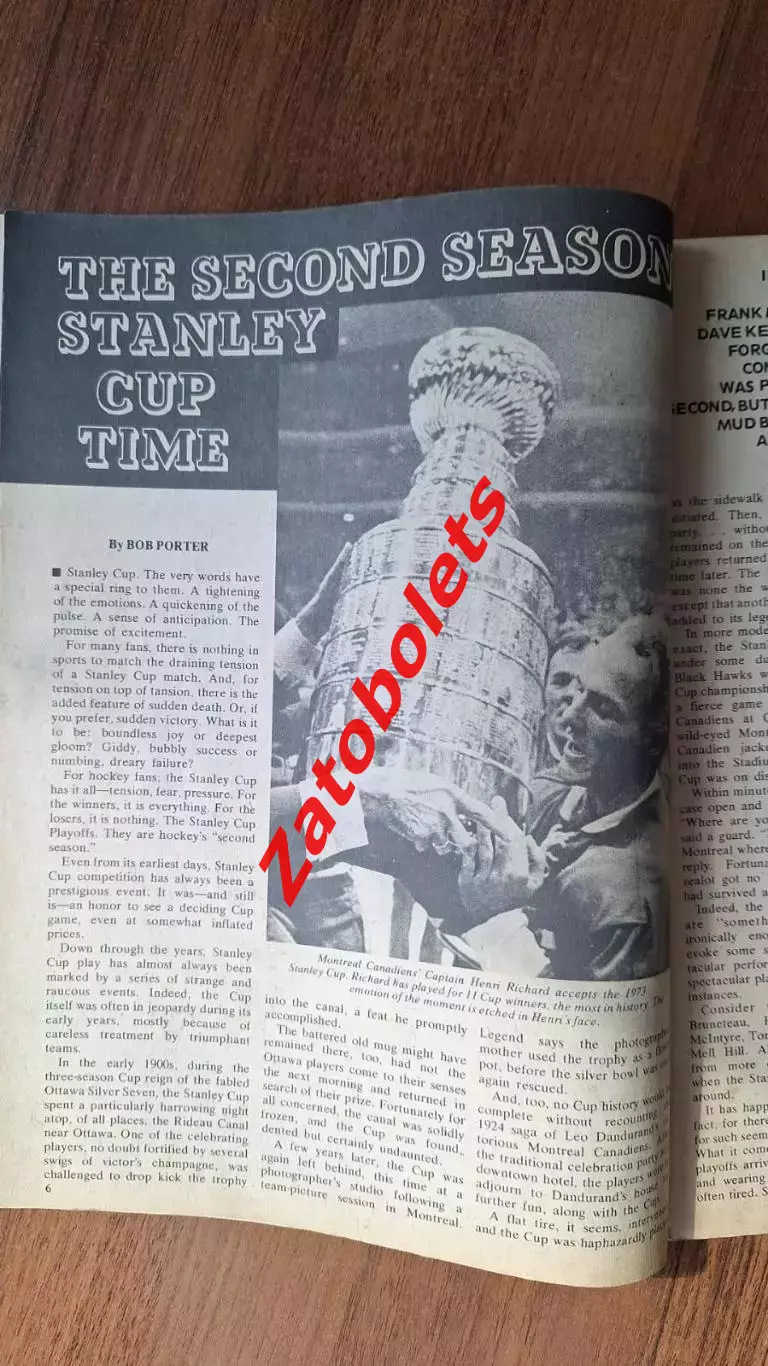 THE SECOND SEASON
STANLEY
CUP
TIME
By BOB PORTER
■ Stanley Cup. The very words have
a special ring to them. A tightening
of the emotions. A quickening of the
pulse. A sense of anticipation. The
promise of excitement.
For many fans, there is nothing in
sports to match the draining tension
of a Stanley Cup match. And, for
tension on top of tansion, there is the
added feature of sudden death. Or, if
you prefer, sudden victory. What is it
to be: boundless joy or deepest
gloom? Giddy, bubbly success or
numbing, dreary failure?
For hockey fans, the Stanley Cup
has it all—tension, fear, pressure. For
the winners, it is everything. For the
losers, it is nothing. The Stanley Cup
Playoffs. They are hockey's "second
season."
Even from its earliest days, Stanley
Cup competition has always been a
prestigious event. It was—and still
is—an honor to see a deciding Cup
game, even at somewhat inflated
prices.
Down through the years, Stanley
Cup play has almost always been
marked by a series of strange and
raucous events. Indeed, the Cup
itself was often in jeopardy during its
early years, mostly because of
careless treatment by triumphant
teams.
In the early 1900s, during the
three-season Cup reign of the fabled
Ottawa Silver Seven, the Stanley Cup
spent a particularly harrowing night
atop, of all places, the Rideau Canal
near Ottawa. One of the celebrating
players, no doubt fortified by several
swigs of victor's champagne, was
challenged to drop kick the trophy
6
Zatobolets
Montreal Canadiens' Captain Henri Richard accepts the 1973
Stanley Cup. Richard has played for 11 Cup winners, the most in history. The
emotion of the moment is etched in Henri's face.
into the canal, a feat he promptly
accomplished.
The battered old mug might have
remained there, too, had not the
Ottawa players come to their senses
the next morning and returned in
search of their prize. Fortunately for
all concerned, the canal was solidly
frozen, and the Cup was found,
dented but certainly undaunted.
A few years later, the Cup was
again left behind, this time at a
photographer's studio following a
team-picture session in Montreal.
Legend says the photographer
mother used the trophy as a
pot, before the silver bowl was
again rescued.
And, too, no Cup history would
complete without recounting
1924 saga of Leo Dandurand's
torious Montreal Canadiens.
the traditional celebration party
downtown hotel, the players
adjourn to Dandurand's house
further fun, along with the Cup.
A flat tire, it seems,
and the Cup was haphazardly
FRANK
DAVE KE
FORG
CON
WAS P
SECOND, BUT
MUD B
A
on the sidewalk
initiated. Then,
party. . . withou
remained on the
players returned
time later. The
was none the w
except that anoth
added to its lege
In more mode
exact, the Stan
under some du
Black Hawks w
Cup championsh
a fierce game
Canadiens at C
wild-eyed Mont
Canadien jacke
into the Stadiu
Cup was on dis
Within minute
case open and
"Where are yo
said a guard. "
Montreal where
reply. Fortuna
zealot got no
had survived a
Indeed, the
are "someth
ironically eno
evoke some s
tacular perfor
spectacular pla
instances.
Consider
Bruneteau,
McIntyre, Ton
Mell Hill. A
from more
when the Sta
around.
It has happ
fact, for there
for such seem
What it come
playoffs arriv
and wearing
often tired. S